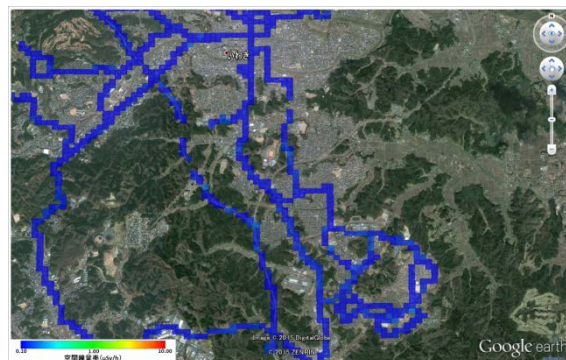 N
0.10 1.00 10.00
空間線量率(uSv/h)
Image © 2015 DigitalGlobe
© 2015 ZENRIN
Google earth